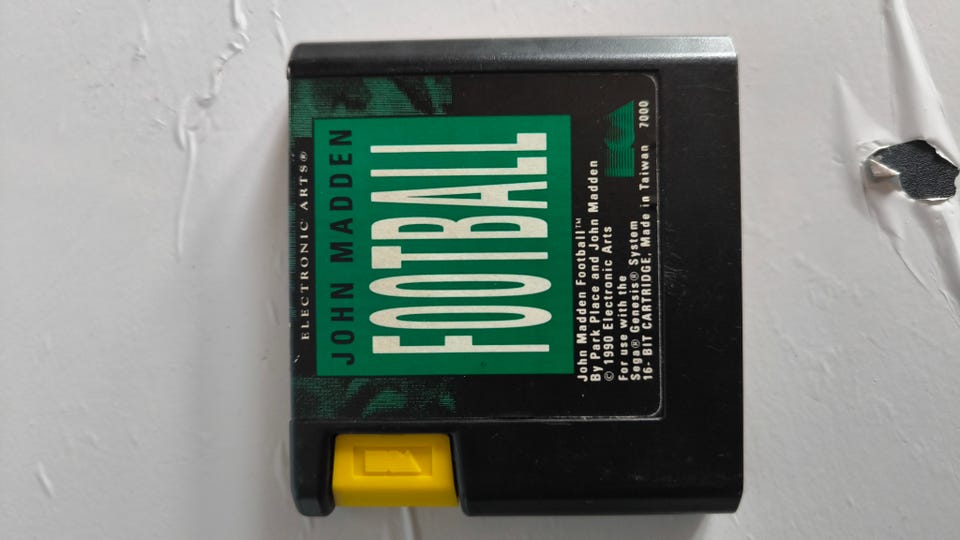 ELECTRONIC ARTS®
JOHN MADDEN
FOOTBALL
John Madden Football™
By Park Place and John Madden
© 1990 Electronic Arts
For use with the
Sega® Genesis® System
16- BIT CARTRIDGE, Made in Taiwan 7000
EA